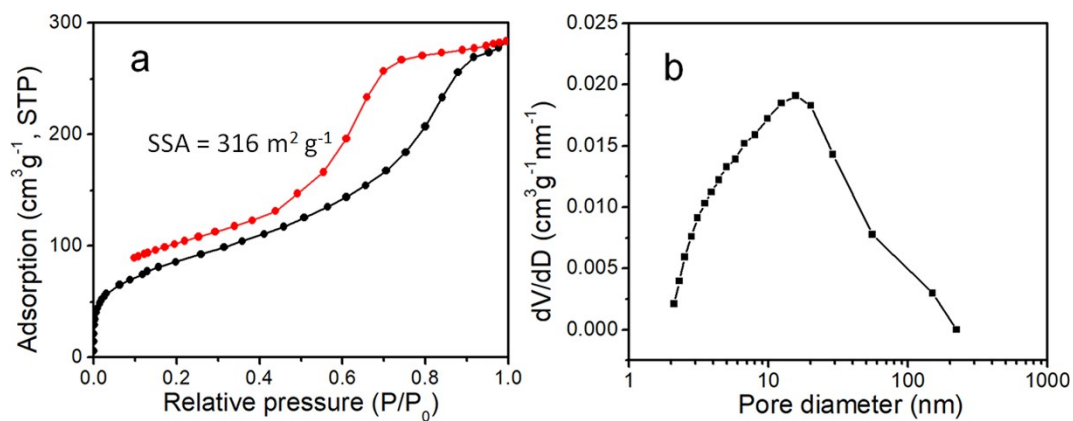 a
SSA = 316 m² g⁻¹
Adsorption (cm³g⁻¹, STP)
300
200
100
0
0.0 0.2 0.4 0.6 0.8 1.0
Relative pressure (P/P₀)
b
dV/dD (cm³g⁻¹nm⁻¹)
0.025
0.020
0.015
0.010
0.005
0.000
1 10 100 1000
Pore diameter (nm)